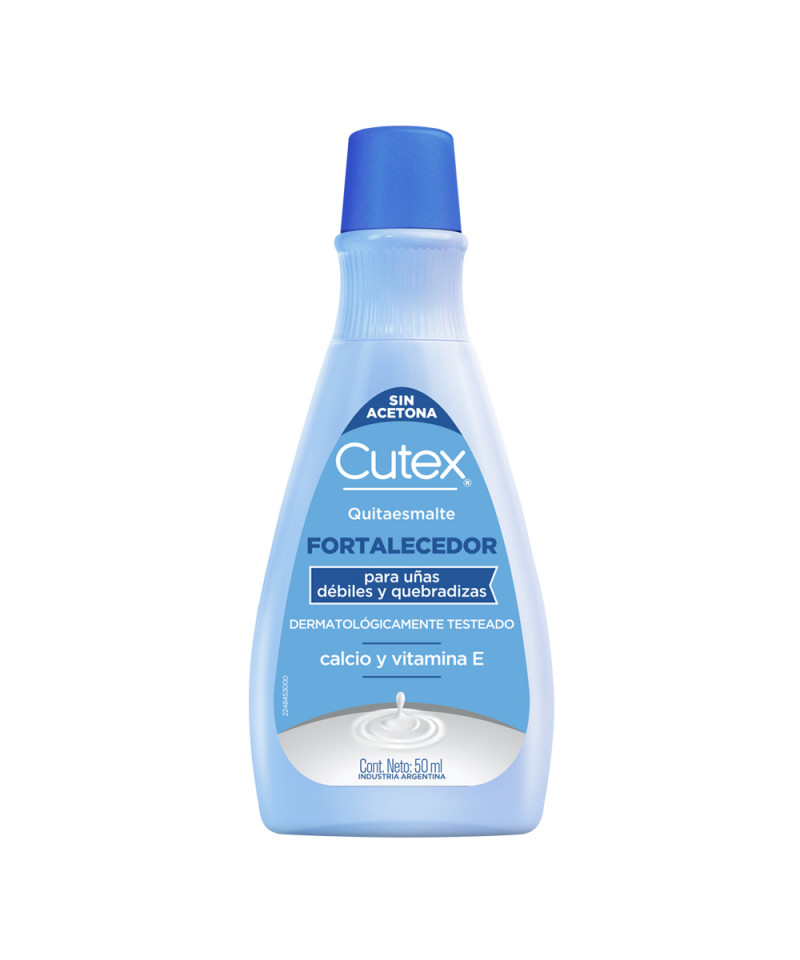 SIN
ACETONA
Cutex®
Quitaesmalte
FORTALECEDOR
para uñas
débiles y quebradizas
DERMATOLÓGICAMENTE TESTEADO
calcio y vitamina E
2248453000
Cont. Neto: 50 ml
INDUSTRIA ARGENTINA